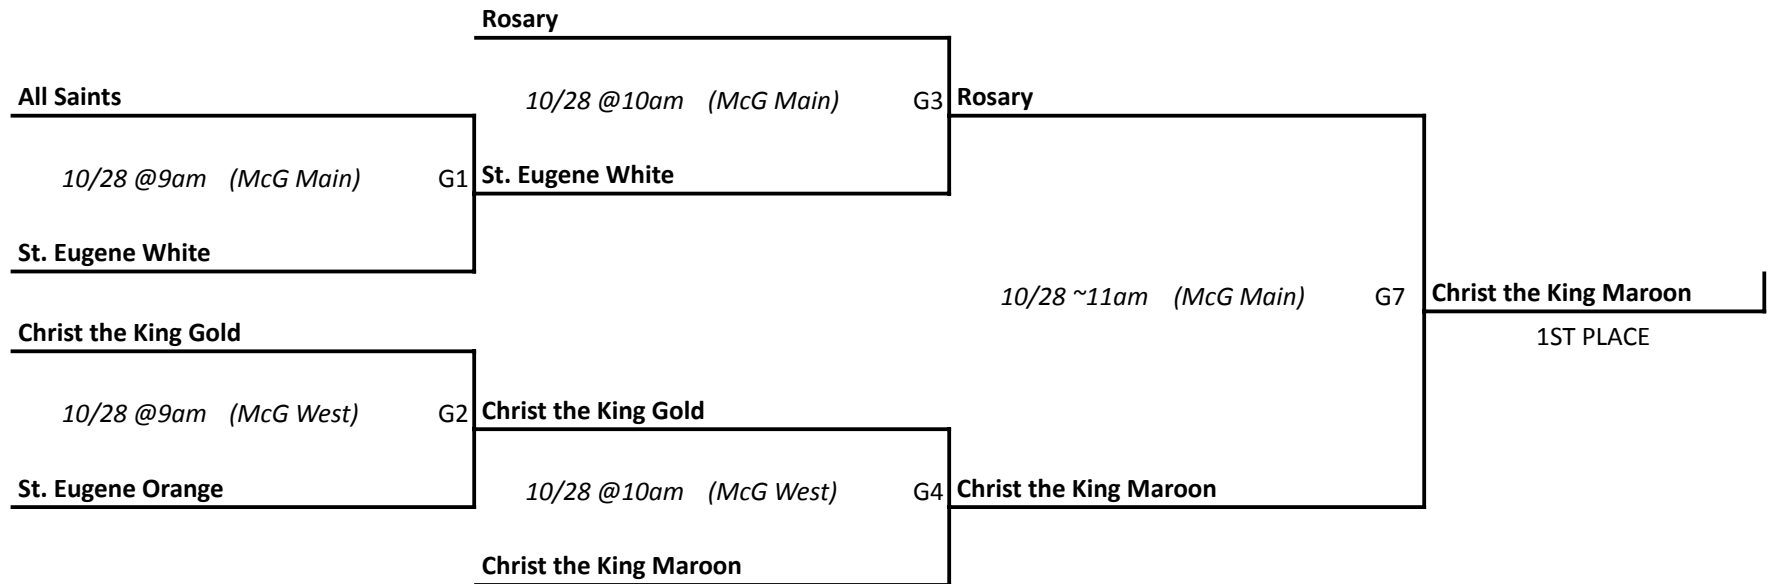 Rosary
All Saints
10/28 @10am (McG Main) G3 Rosary
10/28 @9am (McG Main) G1 St. Eugene White
St. Eugene White
10/28 ~11am (McG Main) G7 Christ the King Maroon
Christ the King Gold
1ST PLACE
10/28 @9am (McG West) G2 Christ the King Gold
St. Eugene Orange
10/28 @10am (McG West) G4 Christ the King Maroon
Christ the King Maroon